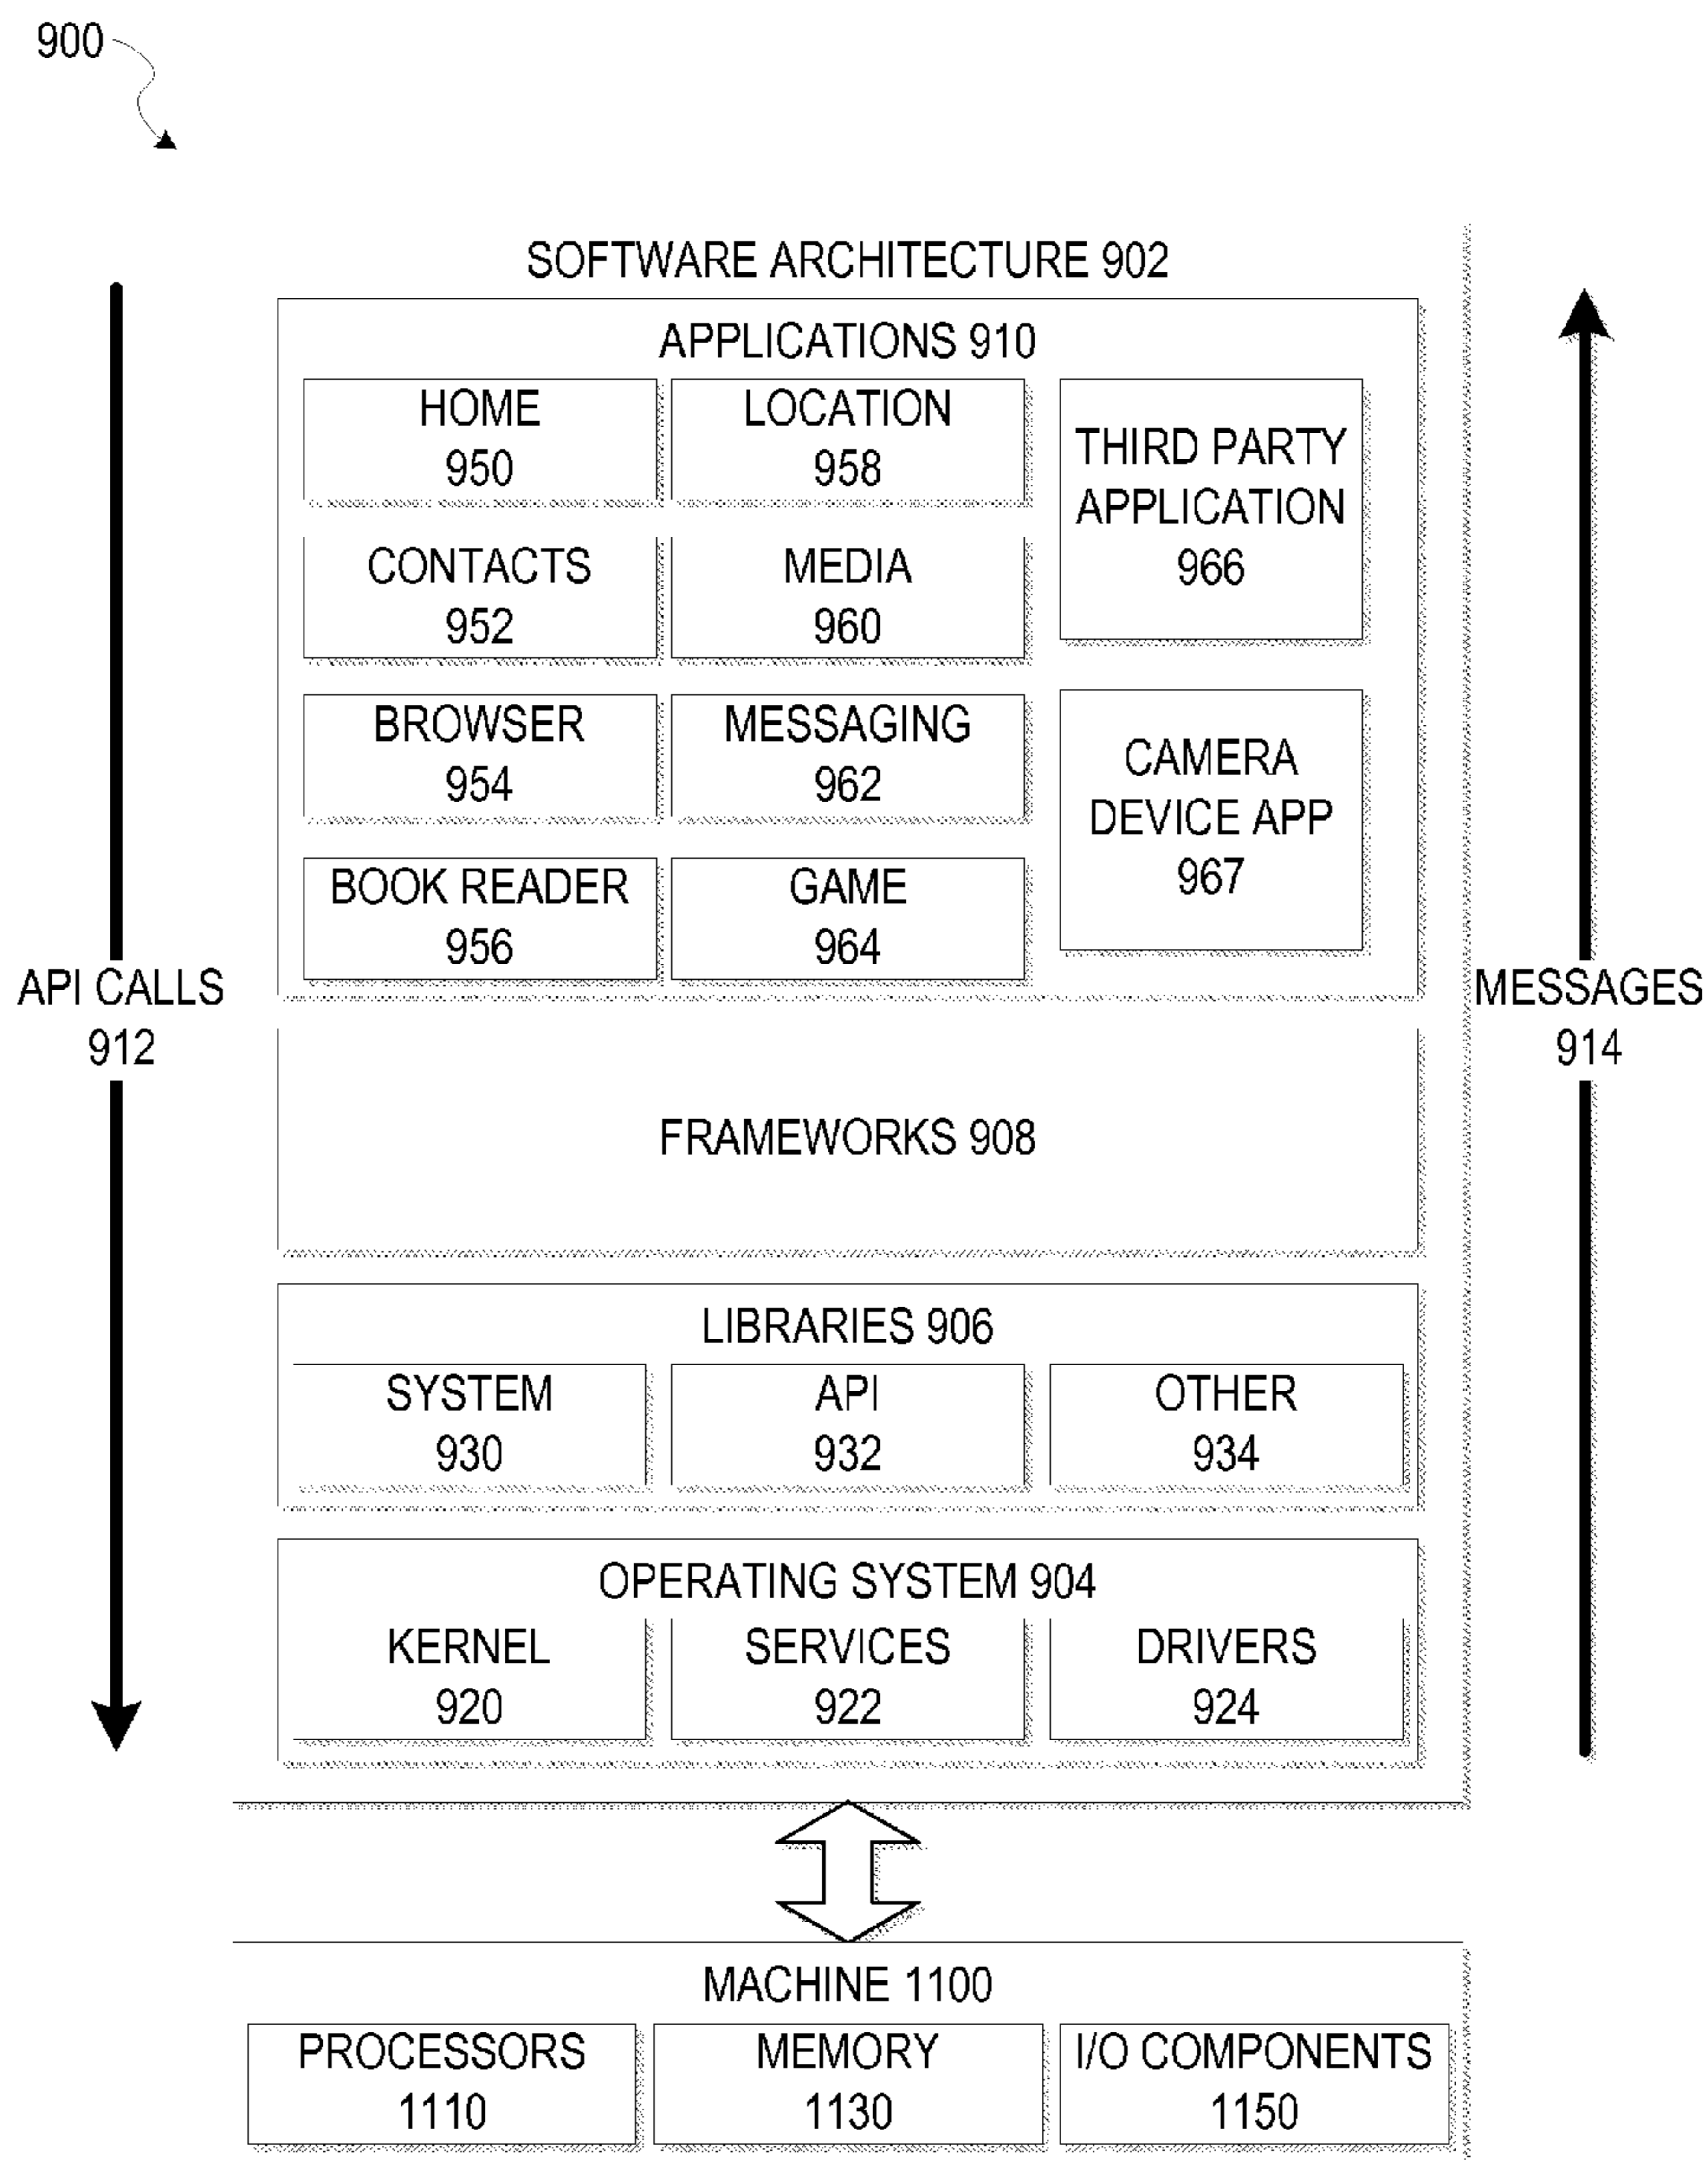 900
SOFTWARE ARCHITECTURE 902
APPLICATIONS 910
HOME
950
LOCATION
958
THIRD PARTY
APPLICATION
966
CONTACTS
952
MEDIA
960
BROWSER
954
MESSAGING
962
CAMERA
DEVICE APP
967
BOOK READER
956
GAME
964
API CALLS
912
MESSAGES
914
FRAMEWORKS 908
LIBRARIES 906
SYSTEM
930
API
932
OTHER
934
OPERATING SYSTEM 904
KERNEL
920
SERVICES
922
DRIVERS
924
MACHINE 1100
PROCESSORS
1110
MEMORY
1130
I/O COMPONENTS
1150